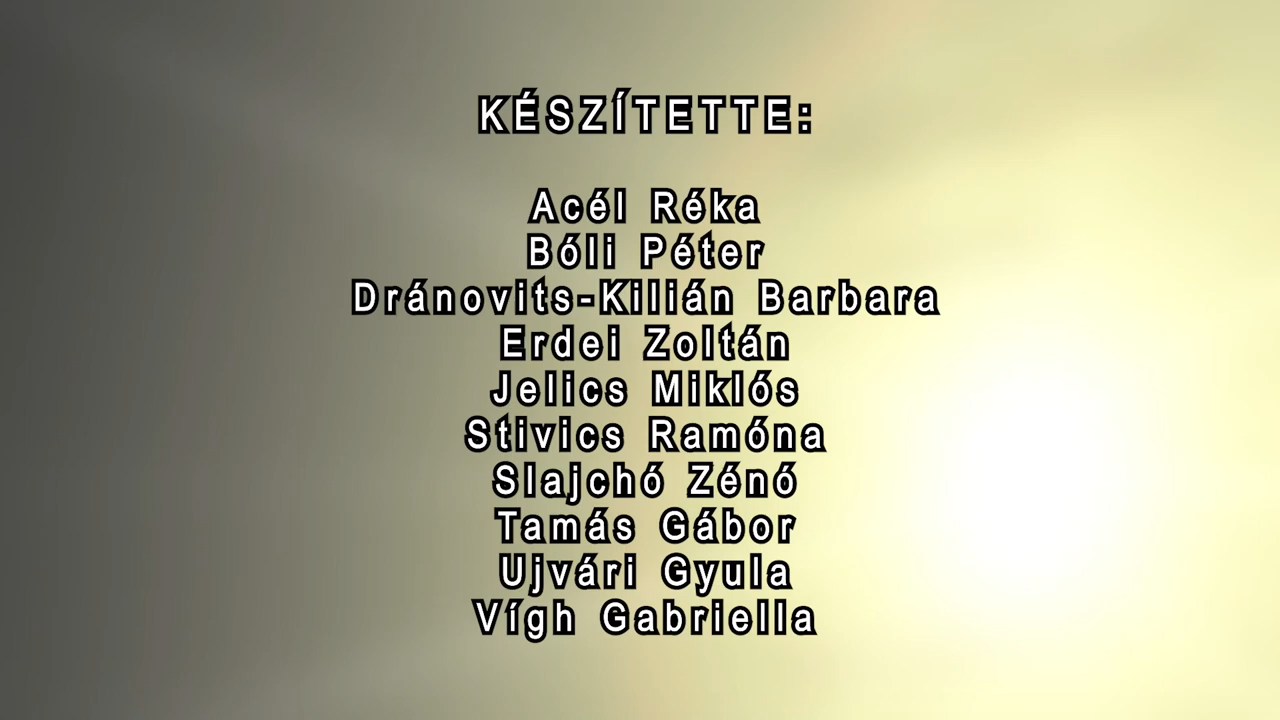 KÉSZÍTETTE:
Acél Réka
Bóli Péter
Dránovits-Kilián Barbara
Erdei Zoltán
Jelics Miklós
Stivics Ramóna
Slajchó Zénó
Tamás Gábor
Ujvári Gyula
Vígh Gabriella